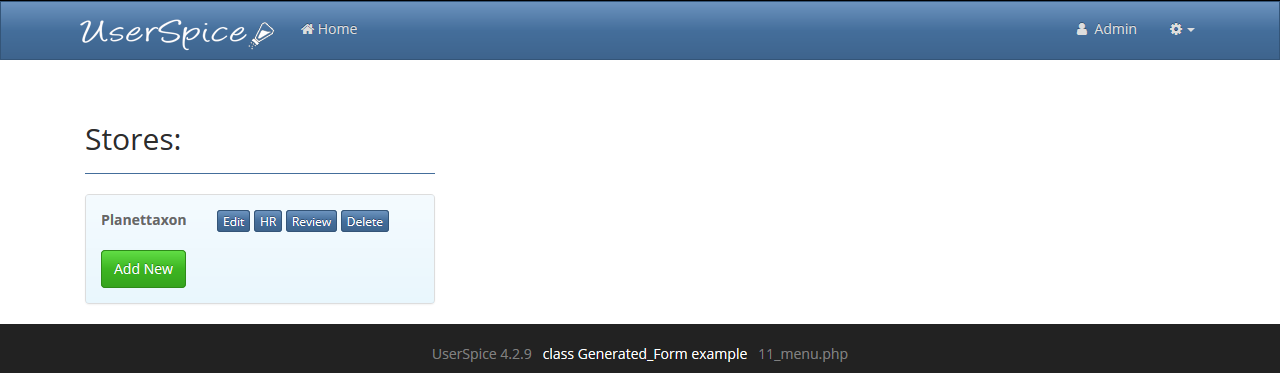 UserSpice Home Admin
Stores:
Planettaxon Edit HR Review Delete
Add New
UserSpice 4.2.9 class Generated_Form example 11_menu.php